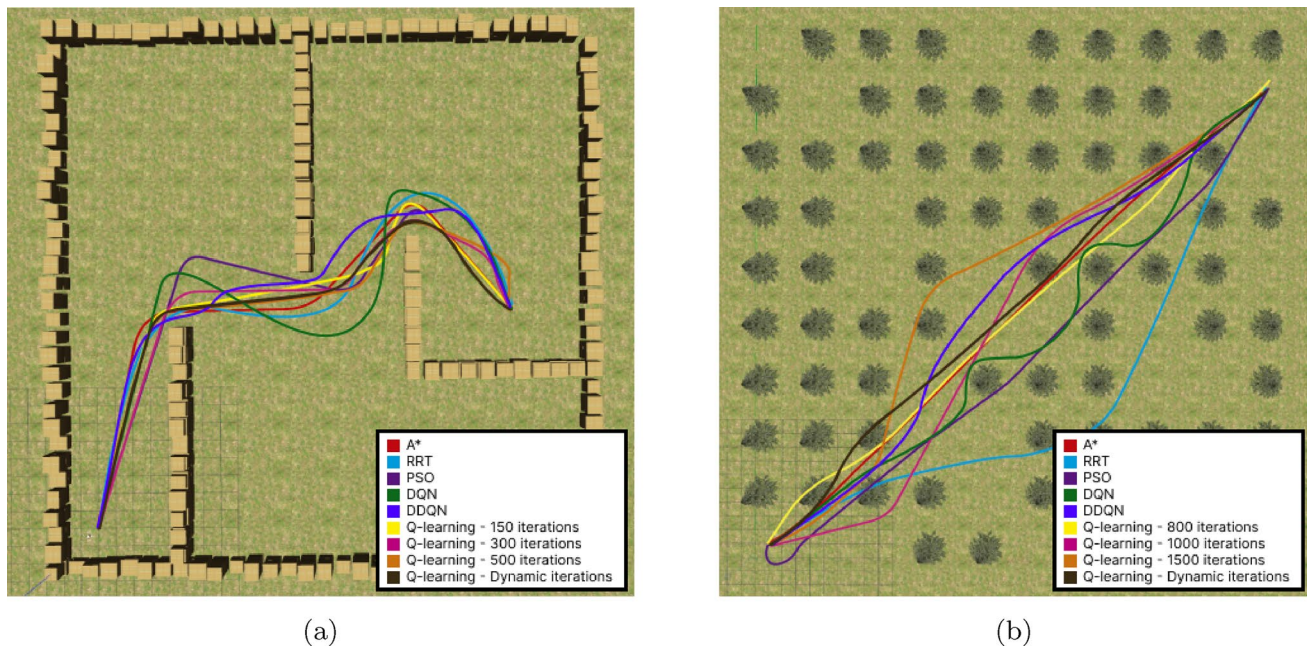 A*
RRT
PSO
DQN
DDQN
Q-learning - 150 iterations
Q-learning - 300 iterations
Q-learning - 500 iterations
Q-learning - Dynamic iterations
(a)
A*
RRT
PSO
DQN
DDQN
Q-learning - 800 iterations
Q-learning - 1000 iterations
Q-learning - 1500 iterations
Q-learning - Dynamic iterations
(b)